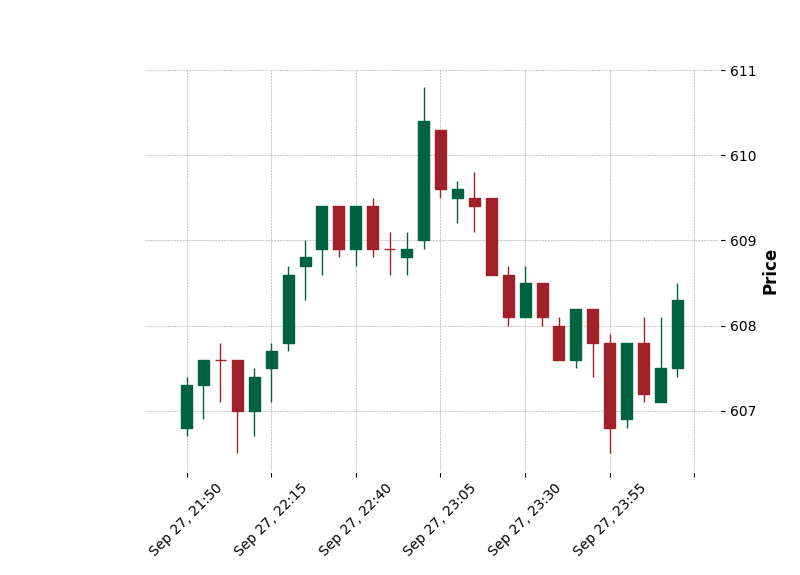 611
610
609
608
607
Price
Sep 27, 21:50
Sep 27, 22:15
Sep 27, 22:40
Sep 27, 23:05
Sep 27, 23:30
Sep 27, 23:55